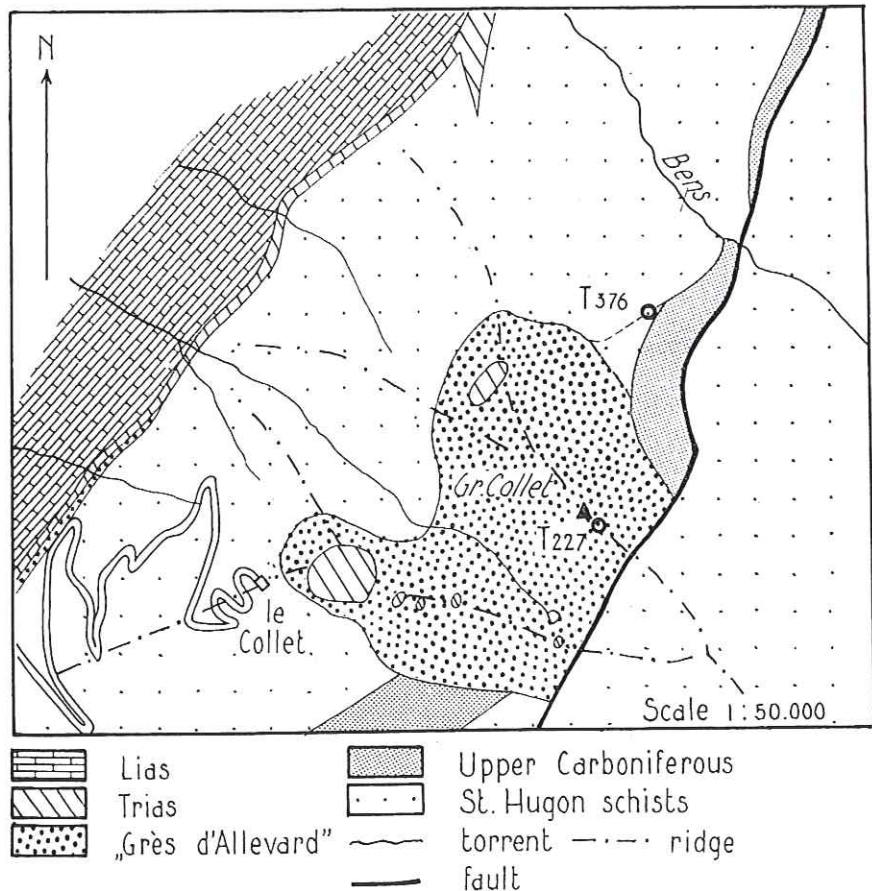 N
Bens
T376
Gr. Collet
T227
le
Collet.
Scale 1:50.000
Lias
Trias
„Grès d'Allevard"
Upper Carboniferous
St. Hugon schists
torrent
ridge
fault